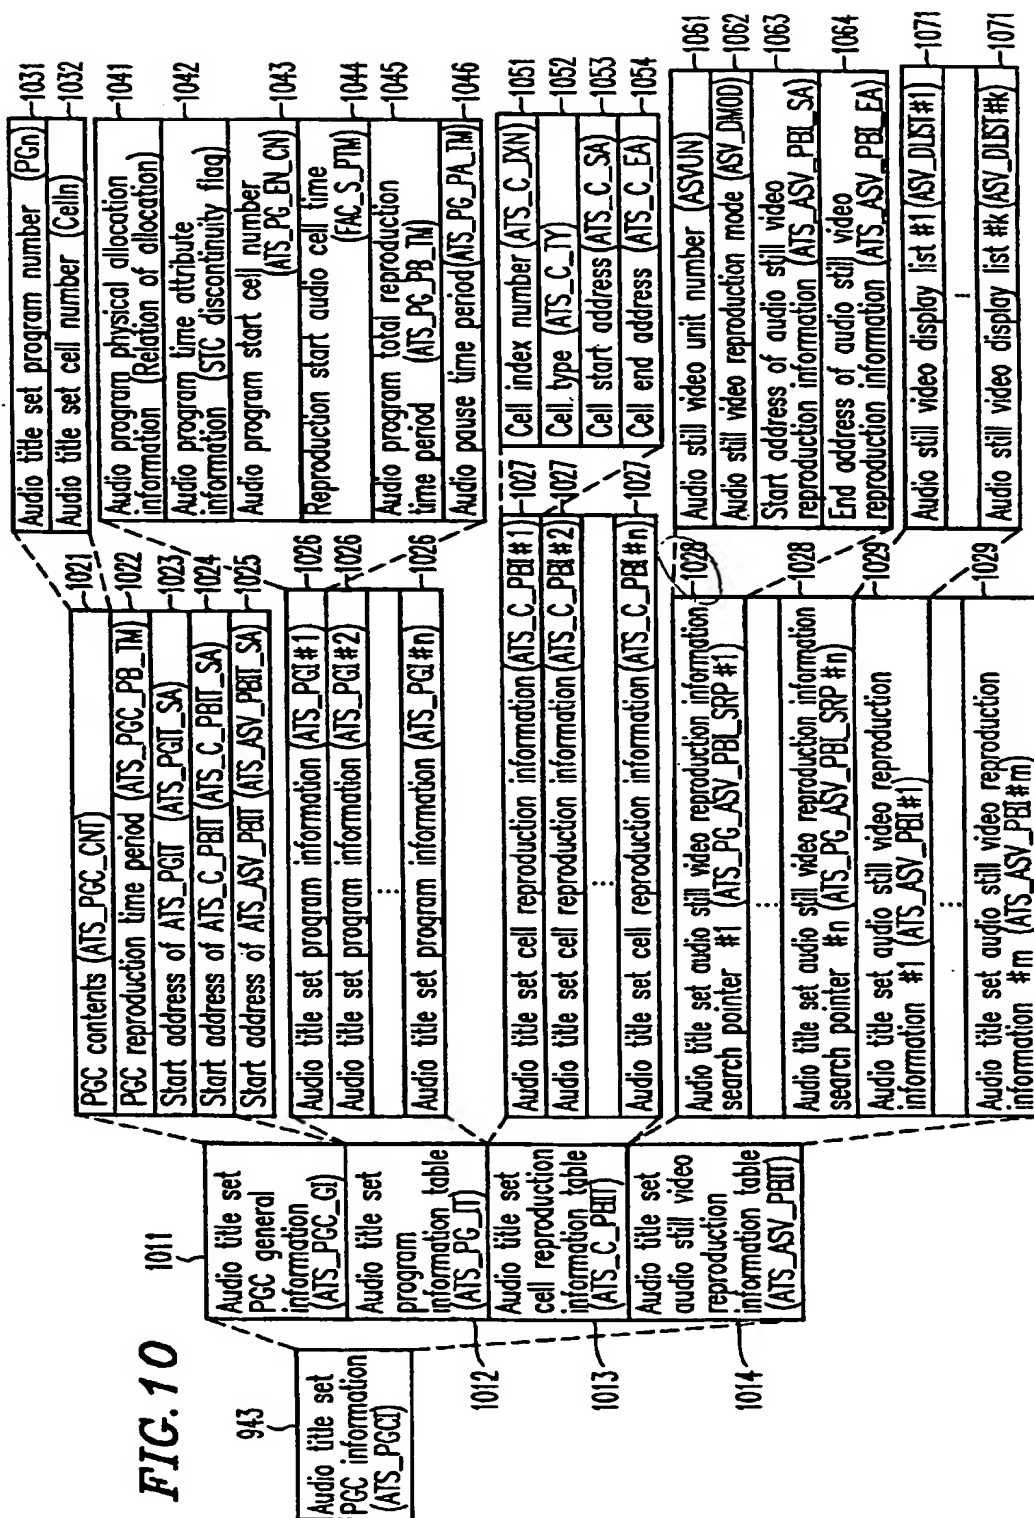 FIG.10
943
Audio title set
PGC information
(ATS_PGCI)
1011
Audio title set
PGC general
information
(ATS_PGC_GI)
Audio title set
program
information table
(ATS_PG_IT)
1012
Audio title set
cell reproduction
information table
(ATS_C_PBIT)
1013
Audio title set
audio still video
reproduction
information table
(ATS_ASV_PBIT)
1014
PGC contents (ATS_PGC_CNT)
1021
PGC reproduction time period (ATS_PGC_PB_TM)
1022
Start address of ATS_PGIT (ATS_PGIT_SA)
1023
Start address of ATS_C_PBIT (ATS_C_PBIT_SA)
1024
Start address of ATS_ASV_PBIT (ATS_ASV_PBIT_SA)
1025
Audio title set program information (ATS_PGI#1)
1026
Audio title set program information (ATS_PGI#2)
1026
...
Audio title set program information (ATS_PGI#n)
1026
Audio title set cell reproduction information (ATS_C_PBI#1)
1027
Audio title set cell reproduction information (ATS_C_PBI#2)
1027
...
Audio title set cell reproduction information (ATS_C_PBI#n)
1027
Audio title set audio still video reproduction information
search pointer #1 (ATS_PG_ASV_PBI_SRP #1)
1028
...
Audio title set audio still video reproduction information
search pointer #n (ATS_PG_ASV_PBI_SRP #n)
1028
Audio title set audio still video reproduction
information #1 (ATS_ASV_PBI#1)
1029
...
Audio title set audio still video reproduction
information #m (ATS_ASV_PBI#m)
1029
Audio title set program number (PGn)
1031
Audio title set cell number (Celln)
1032
Audio program physical allocation
information (Relation of allocation)
1041
Audio program time attribute
information (STC discontinuity flag)
1042
Audio program start cell number
(ATS_PG_EN_CN)
1043
Reproduction start audio cell time
(FAC_S_PTM)
1044
Audio program total reproduction
time period (ATS_PG_PB_TM)
1045
Audio pause time period (ATS_PG_PA_TM)
1046
Cell index number (ATS_C_IXN)
1051
Cell type (ATS_C_TY)
1052
Cell start address (ATS_C_SA)
1053
Cell end address (ATS_C_EA)
1054
Audio still video unit number (ASVUN)
1061
Audio still video reproduction mode (ASV_DMOD)
1062
Start address of audio still video
reproduction information (ATS_ASV_PBI_SA)
1063
End address of audio still video
reproduction information (ATS_ASV_PBI_EA)
1064
Audio still video display list #1 (ASV_DLIST#1)
1071
...
Audio still video display list #k (ASV_DLIST#k)
1071